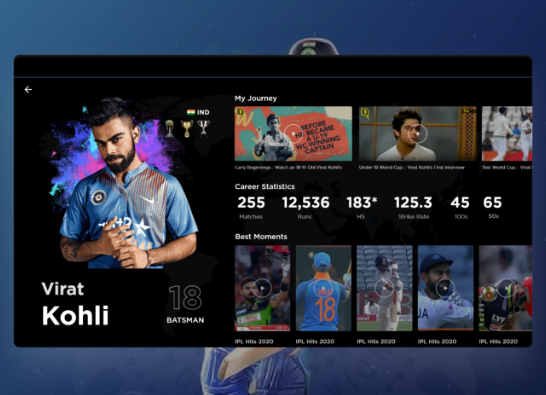 My Journey
IND
BEFORE
HE BECAME
A U-19
WC WINNING
CAPTAIN
Early Beginnings : Watch an 18-Yr Old Virat Kohli's
Under 19 World Cup : Virat Kohli's First Interview
Test World Cup : Virat
Career Statistics
255
12,536
183*
125.3
45
65
Matches
Runs
HS
Strike Rate
100s
50s
Best Moments
18
Virat
Kohli
18
BATSMAN
IPL Hits 2020
IPL Hits 2020
IPL Hits 2020
IPL Hits 2020
IPL Hits 2020